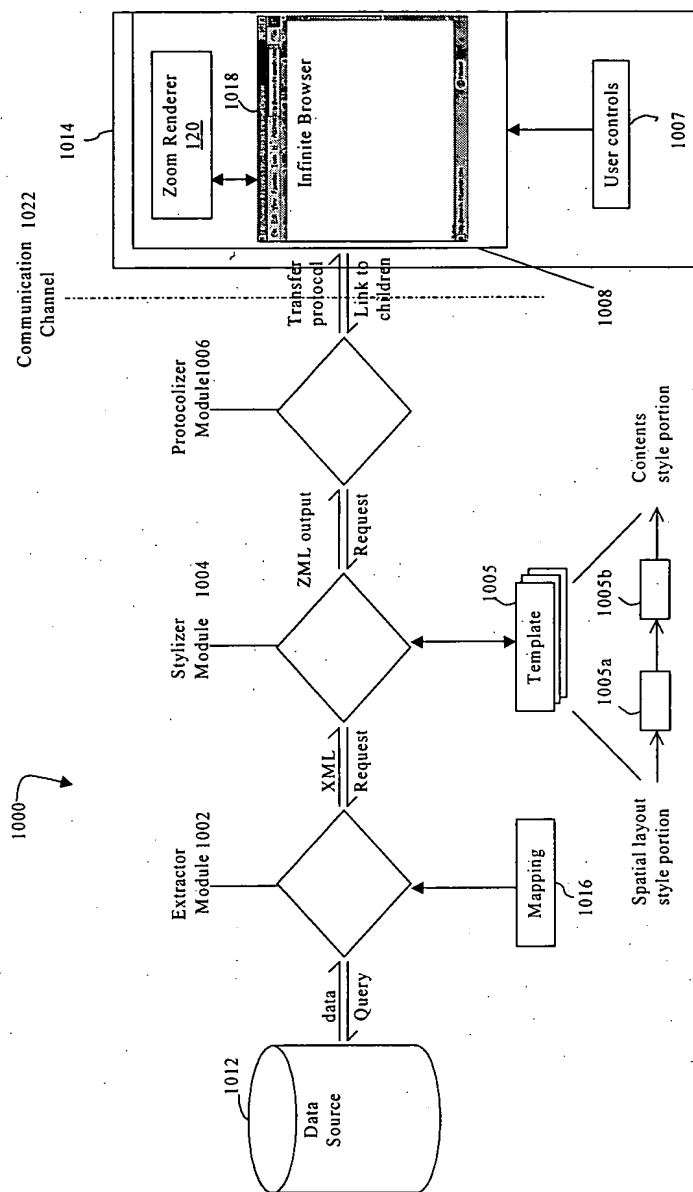 1000
Communication 1022
Channel
1014
Zoom Renderer
120
1018
Infinite Browser
User controls
1007
1008
Transfer
protocol
Link to
children
Protocolizer
Module1006
ZML output
Request
Stylizer 1004
Module
XML
Request
Extractor
Module 1002
data
Query
1012
Data
Source
Mapping
1016
1005
Template
1005a
1005b
Spatial layout
style portion
Contents
style portion